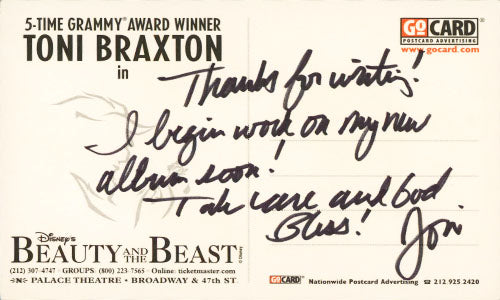 5-TIME GRAMMY® AWARD WINNER
TONI BRAXTON
in
GOCARD®
POSTCARD ADVERTISING
www.gocard.com
Thanks for writing!
I begin work on my new
album soon!
Take care and God
Bless! Toni
DISNEY'S
BEAUTY AND THE BEAST
© Disney
(212) 307-4747 · GROUPS (800) 223-7565 · Online: ticketmaster.com
PALACE THEATRE • BROADWAY & 47th ST
GOCARD Nationwide Postcard Advertising ☎ 212 925 2420